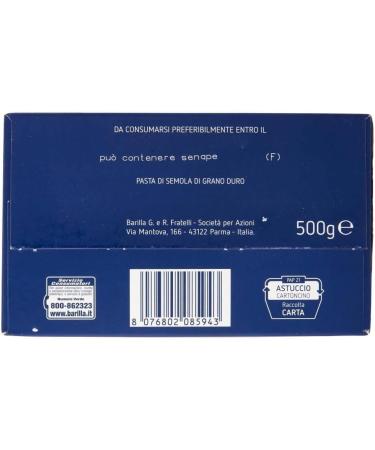 DA CONSUMARSI PREFERIBILMENTE ENTRO IL
può contenere senape (F)
PASTA DI SEMOLA DI GRANO DURO
Barilla G. e R. Fratelli - Società per Azioni
Via Mantova, 166 - 43122 Parma - Italia.
500g ℮
Servizio
Consumatori
Numero Verde
800-862323
www.barilla.it
8 076802 085943
PAP 21
ASTUCCIO
CARTONCINO
Raccolta
CARTA